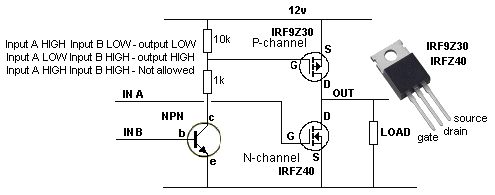 12v
IRF9Z30
10k
P-channel
Input A HIGH Input B LOW - output LOW
Input A LOW Input B HIGH - output HIGH
Input A HIGH Input B HIGH - Not allowed
S
G
D
1k
IRF9Z30
IRFZ40
IN A
OUT
source
drain
gate
NPN
c
D
IN B
b
G
LOAD
e
N-channel
S
IRFZ40